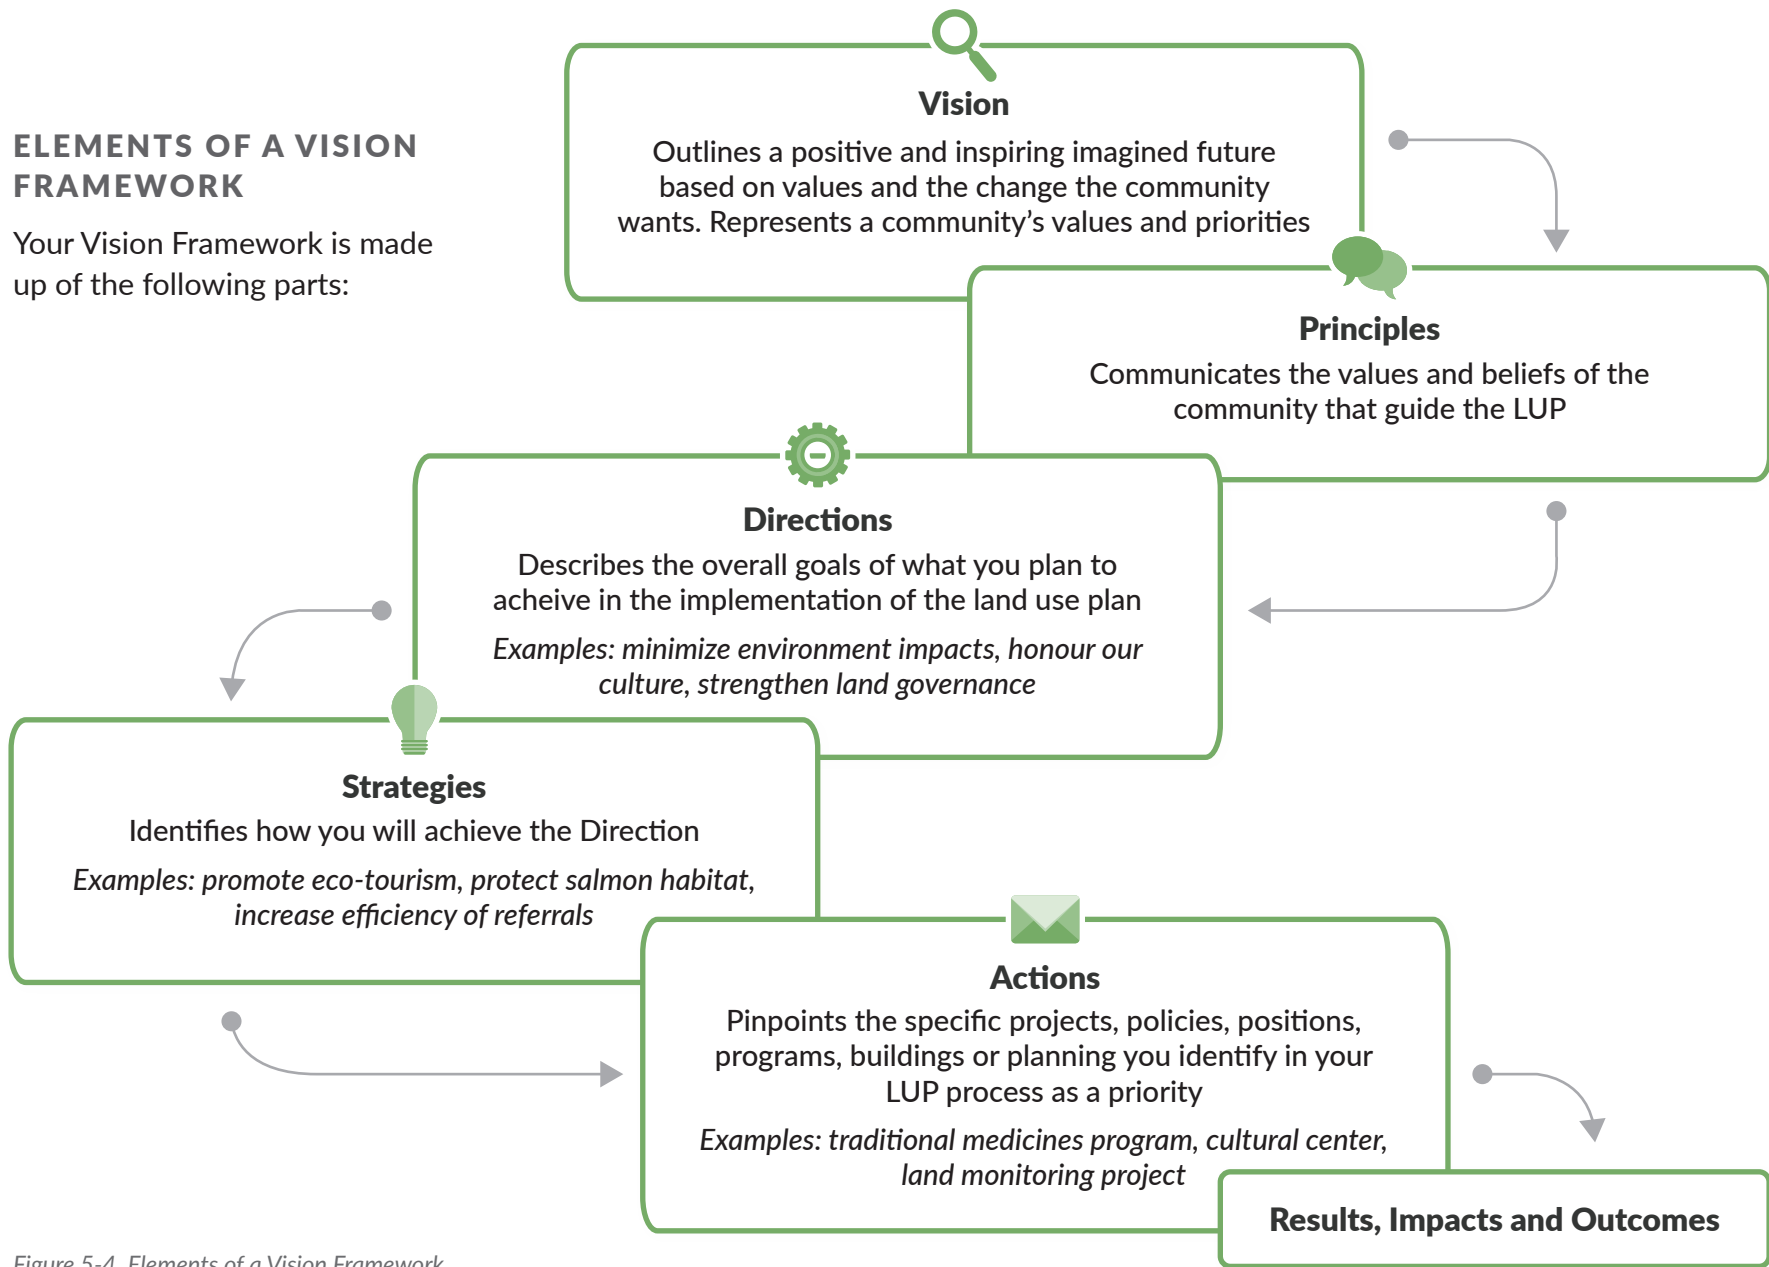 ELEMENTS OF A VISION
FRAMEWORK
Your Vision Framework is made
up of the following parts:
Vision
Outlines a positive and inspiring imagined future
based on values and the change the community
wants. Represents a community’s values and priorities
Principles
Communicates the values and beliefs of the
community that guide the LUP
Directions
Describes the overall goals of what you plan to
acheive in the implementation of the land use plan
Examples: minimize environment impacts, honour our
culture, strengthen land governance
Strategies
Identifies how you will achieve the Direction
Examples: promote eco-tourism, protect salmon habitat,
increase efficiency of referrals
Actions
Pinpoints the specific projects, policies, positions,
programs, buildings or planning you identify in your
LUP process as a priority
Examples: traditional medicines program, cultural center,
land monitoring project
Results, Impacts and Outcomes
Figure 5-4. Elements of a Vision Framework